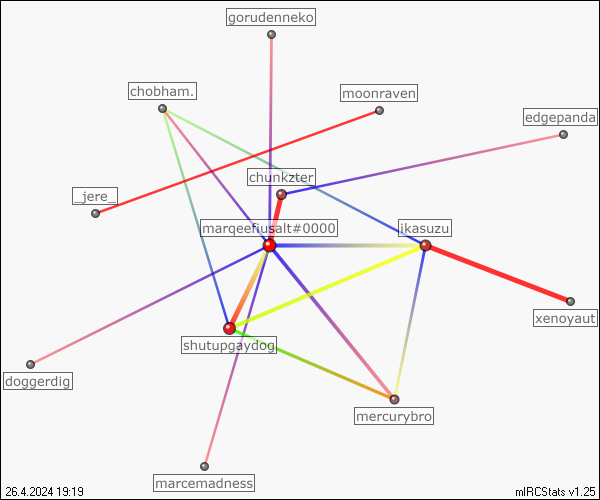 gorudenneko
chobham.
moonraven
edgepanda
chunkzter
_jere_
marqeefiusalt#0000
ikasuzu
xenoyaut
shutupgaydog
doggerdig
mercurybro
marcemadness
26.4.2024 19:19
mIRCStats v1.25